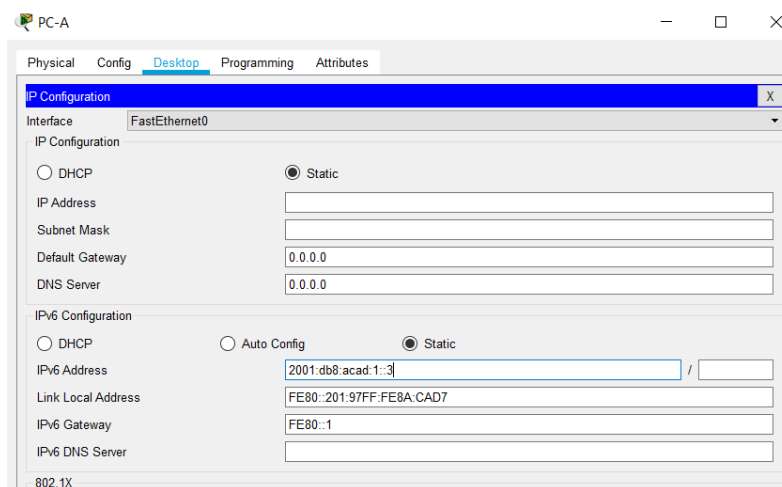 PC-A
Physical Config Desktop Programming Attributes
IP Configuration X
Interface FastEthernet0
IP Configuration
DHCP Static
IP Address
Subnet Mask
Default Gateway 0.0.0.0
DNS Server 0.0.0.0
IPv6 Configuration
DHCP Auto Config Static
IPv6 Address 2001:db8:acad:1::3 /
Link Local Address FE80::201:97FF:FE8A:CAD7
IPv6 Gateway FE80::1
IPv6 DNS Server
802.1X